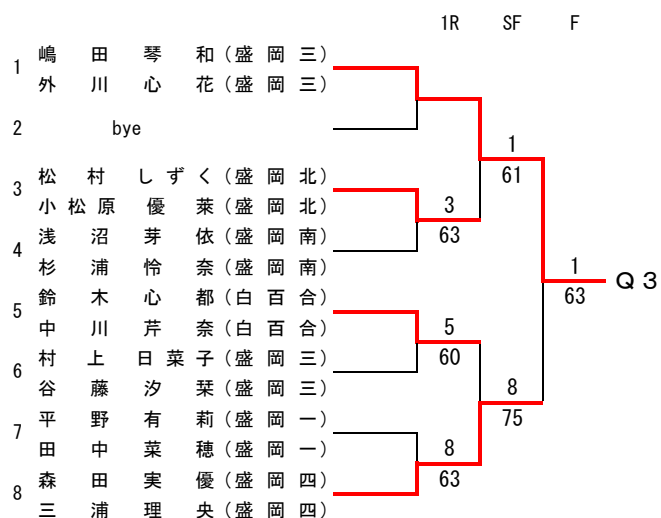 1R SF F
1 嶋田琴和(盛岡三)
外川心花(盛岡三)
2 bye
3 松村しずく(盛岡北)
小松原優莱(盛岡北)
4 浅沼芽依(盛岡南)
杉浦怜奈(盛岡南)
5 鈴木心都(白百合)
中川芹奈(白百合)
6 村上日菜子(盛岡三)
谷藤汐栞(盛岡三)
7 平野有莉(盛岡一)
田中菜穂(盛岡一)
8 森田実優(盛岡四)
三浦理央(盛岡四)
3
63
5
60
8
63
1
61
8
75
1
63
Q3